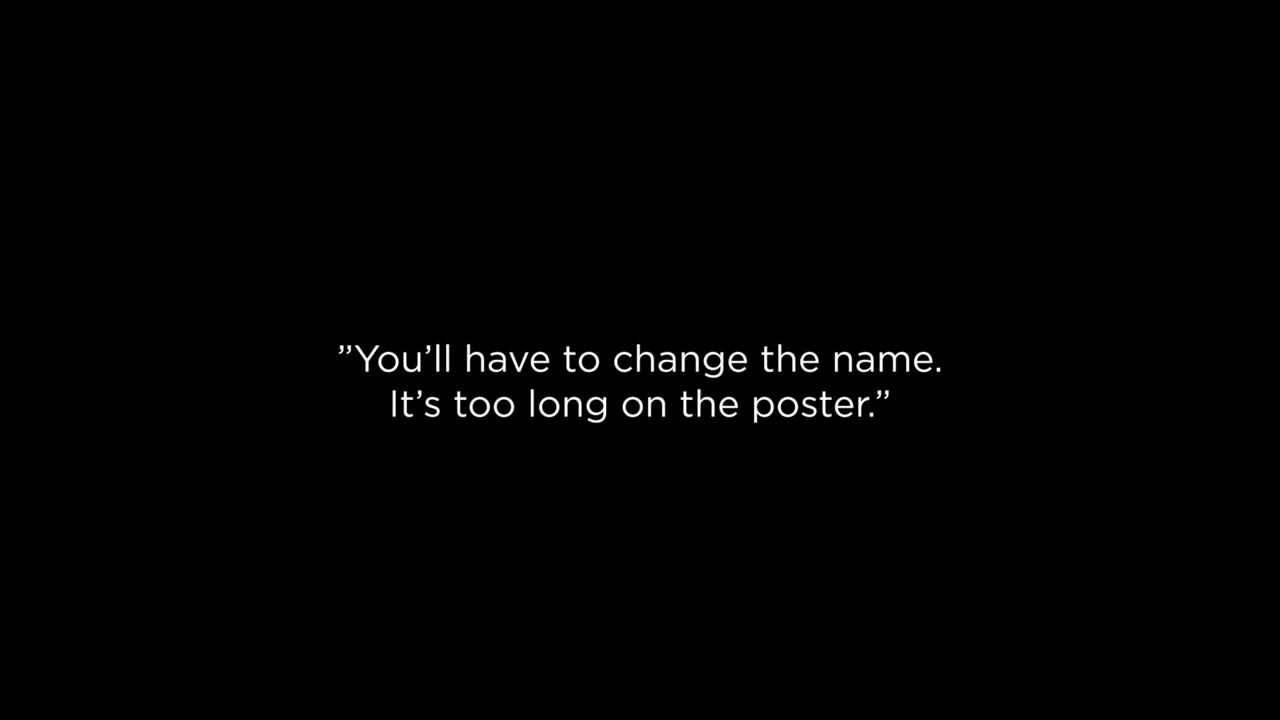 ”You’ll have to change the name.
It’s too long on the poster.”